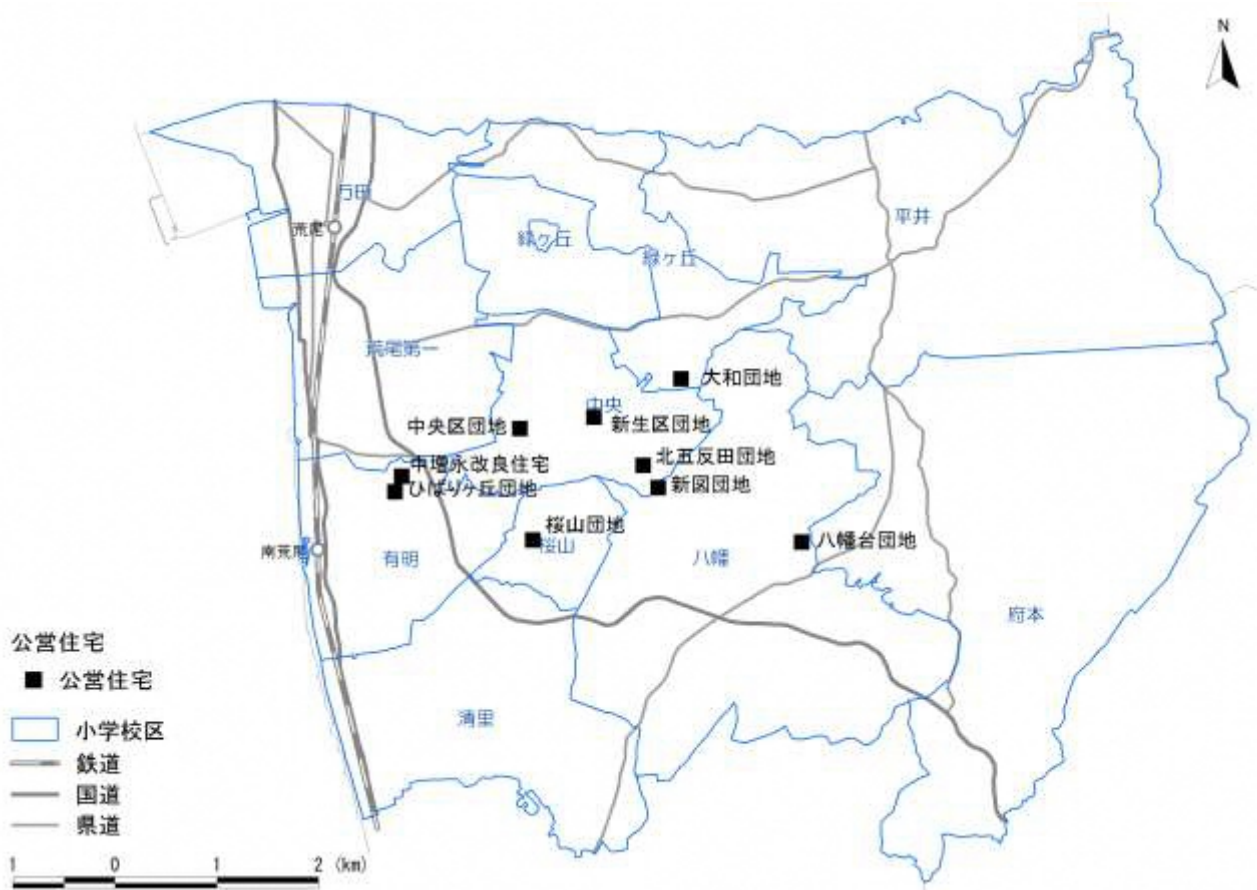 N
万田
荒尾
緑ヶ丘
緑ヶ丘
平井
荒尾第一
大和団地
中央
新生区団地
中央区団地
北五反田団地
中増永改良住宅
ひばりヶ丘団地
新図団地
桜山団地
桜山
八幡台団地
南荒尾
有明
八幡
府本
清里
公営住宅
公営住宅
小学校区
鉄道
国道
県道
1 0 1 2 (km)